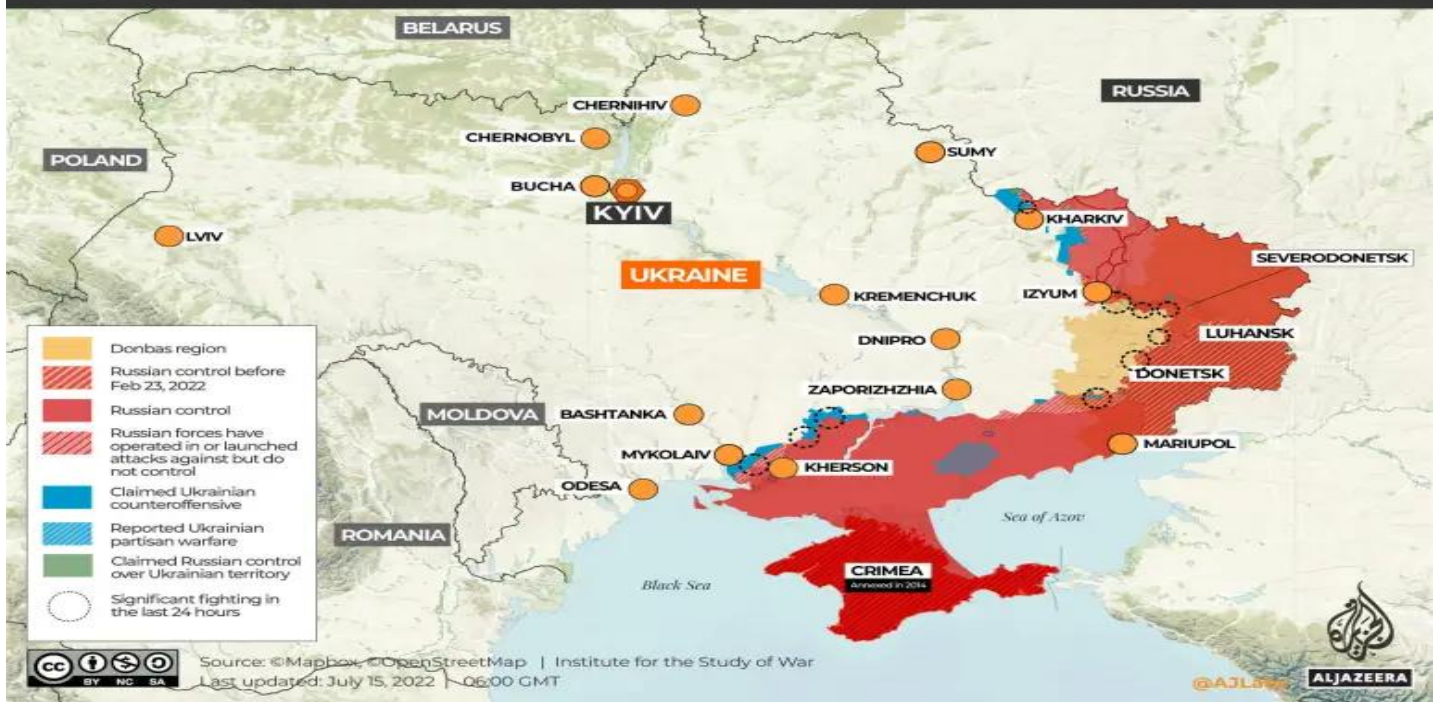 BELARUS
RUSSIA
CHERNIHIV
CHERNOBYL
SUMY
POLAND
BUCHA
KYIV
KHARKIV
LVIV
SEVERODONETSK
UKRAINE
IZYUM
KREMENCHUK
LUHANSK
DNIPRO
DONETSK
ZAPORIZHZHIA
MOLDOVA
BASHTANKA
MARIUPOL
MYKOLAIV
KHERSON
ODESA
Sea of Azov
ROMANIA
CRIMEA
Annexed in 2014
Black Sea
Donbas region
Russian control before
Feb 23, 2022
Russian control
Russian forces have
operated in or launched
attacks against but do
not control
Claimed Ukrainian
counteroffensive
Reported Ukrainian
partisan warfare
Claimed Russian control
over Ukrainian territory
Significant fighting in
the last 24 hours
cc BY NC SA
Source: ©Mapbox, ©OpenStreetMap | Institute for the Study of War
Last updated: July 15, 2022 | 06:00 GMT
@AJLabs
الجزيرة
ALJAZEERA